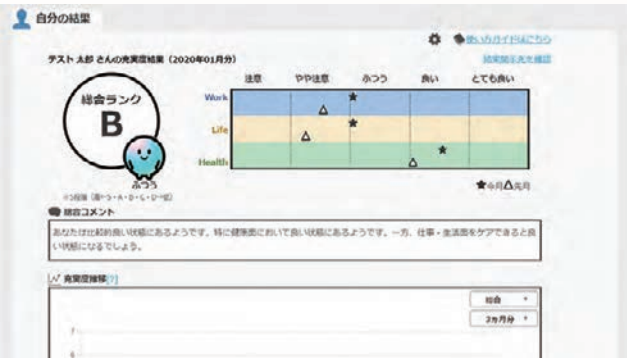 自分の結果
使い方ガイドはこちら
テスト 太郎 さんの充実度結果（2020年01月分）
結果開示先を確認
注意 やや注意 ふつう 良い とても良い
総合ランク
B
ふつう
Work
Life
Health
★今月△先月
総合コメント
あなたは比較的良い状態にあるようです。特に健康面において良い状態にあるようです。一方、仕事・生活面をケアできると良
い状態になるでしょう。
充実度推移[?]
総合
3ヵ月分
7
6